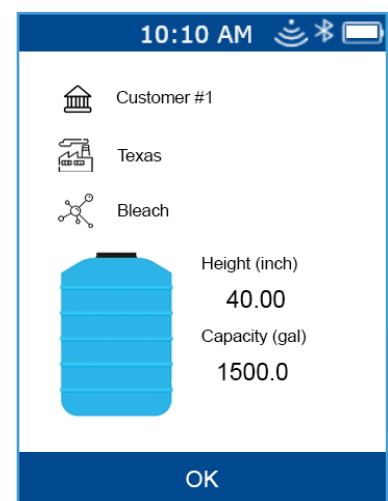 10:10 AM
Customer #1
Texas
Bleach
Height (inch)
40.00
Capacity (gal)
1500.0
OK